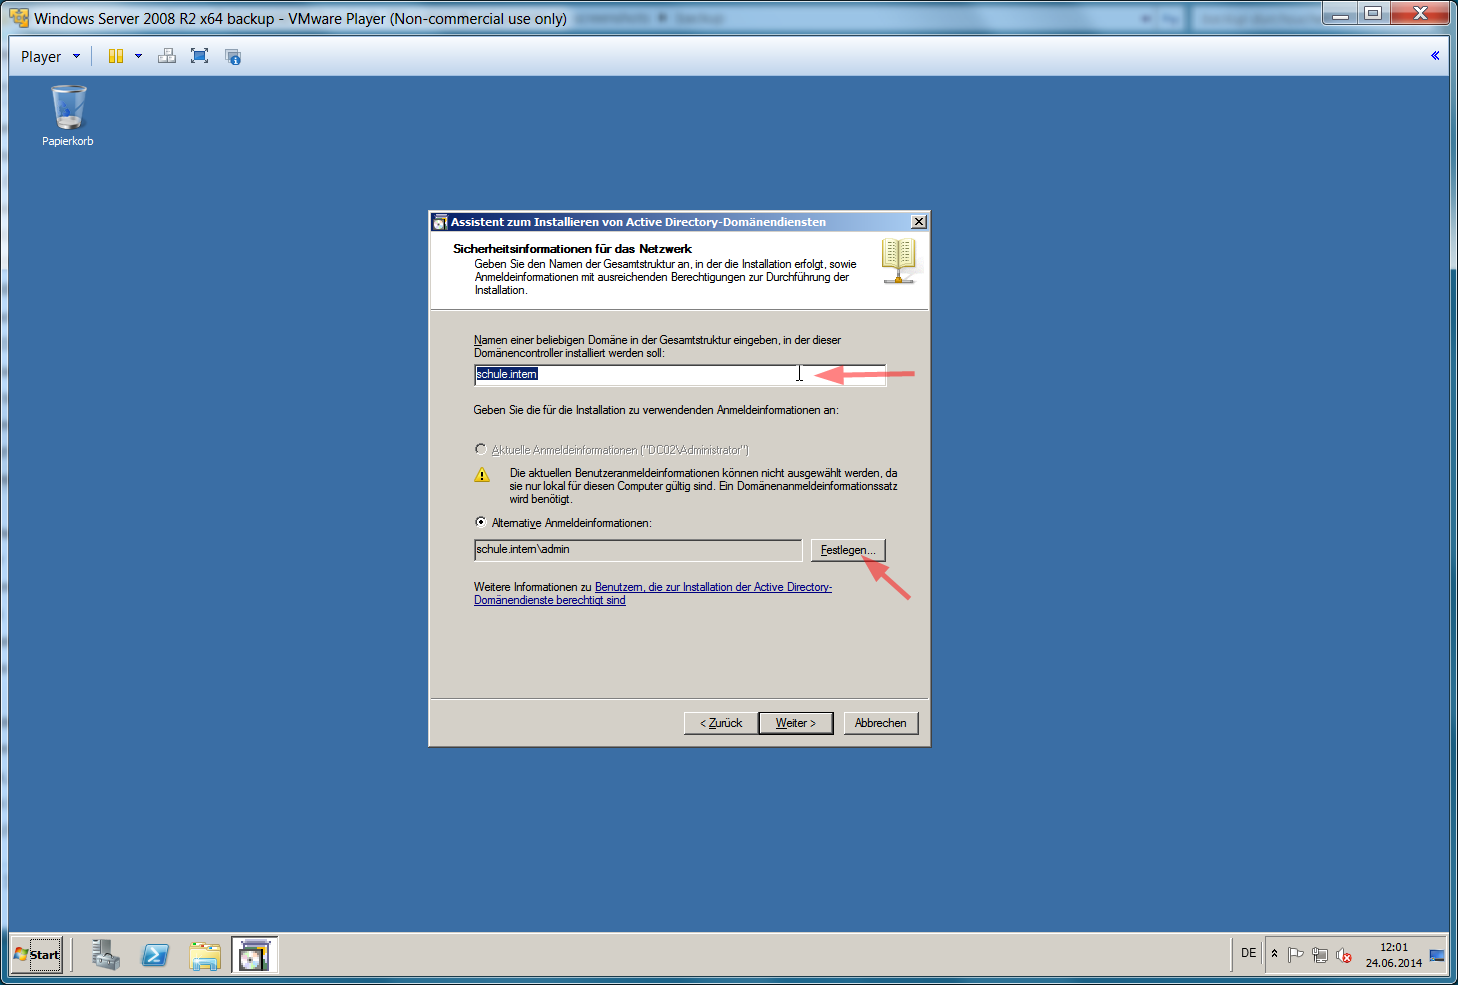 Windows Server 2008 R2 x64 backup - VMware Player (Non-commercial use only)
Player
Papierkorb
Assistent zum Installieren von Active Directory-Domänendiensten
Sicherheitsinformationen für das Netzwerk
Geben Sie den Namen der Gesamtstruktur an, in der die Installation erfolgt, sowie
Anmeldeinformationen mit ausreichenden Berechtigungen zur Durchführung der
Installation.
Namen einer beliebigen Domäne in der Gesamtstruktur eingeben, in der dieser
Domänencontroller installiert werden soll:
schule.intern
Geben Sie die für die Installation zu verwendenden Anmeldeinformationen an:
Aktuelle Anmeldeinformationen ("DC02\Administrator")
Die aktuellen Benutzeranmeldeinformationen können nicht ausgewählt werden, da
sie nur lokal für diesen Computer gültig sind. Ein Domänenanmeldeinformationssatz
wird benötigt.
Alternative Anmeldeinformationen:
schule.intern\admin
Festlegen...
Weitere Informationen zu Benutzern, die zur Installation der Active Directory-
Domänendienste berechtigt sind
< Zurück
Weiter >
Abbrechen
Start
DE
12:01
24.06.2014